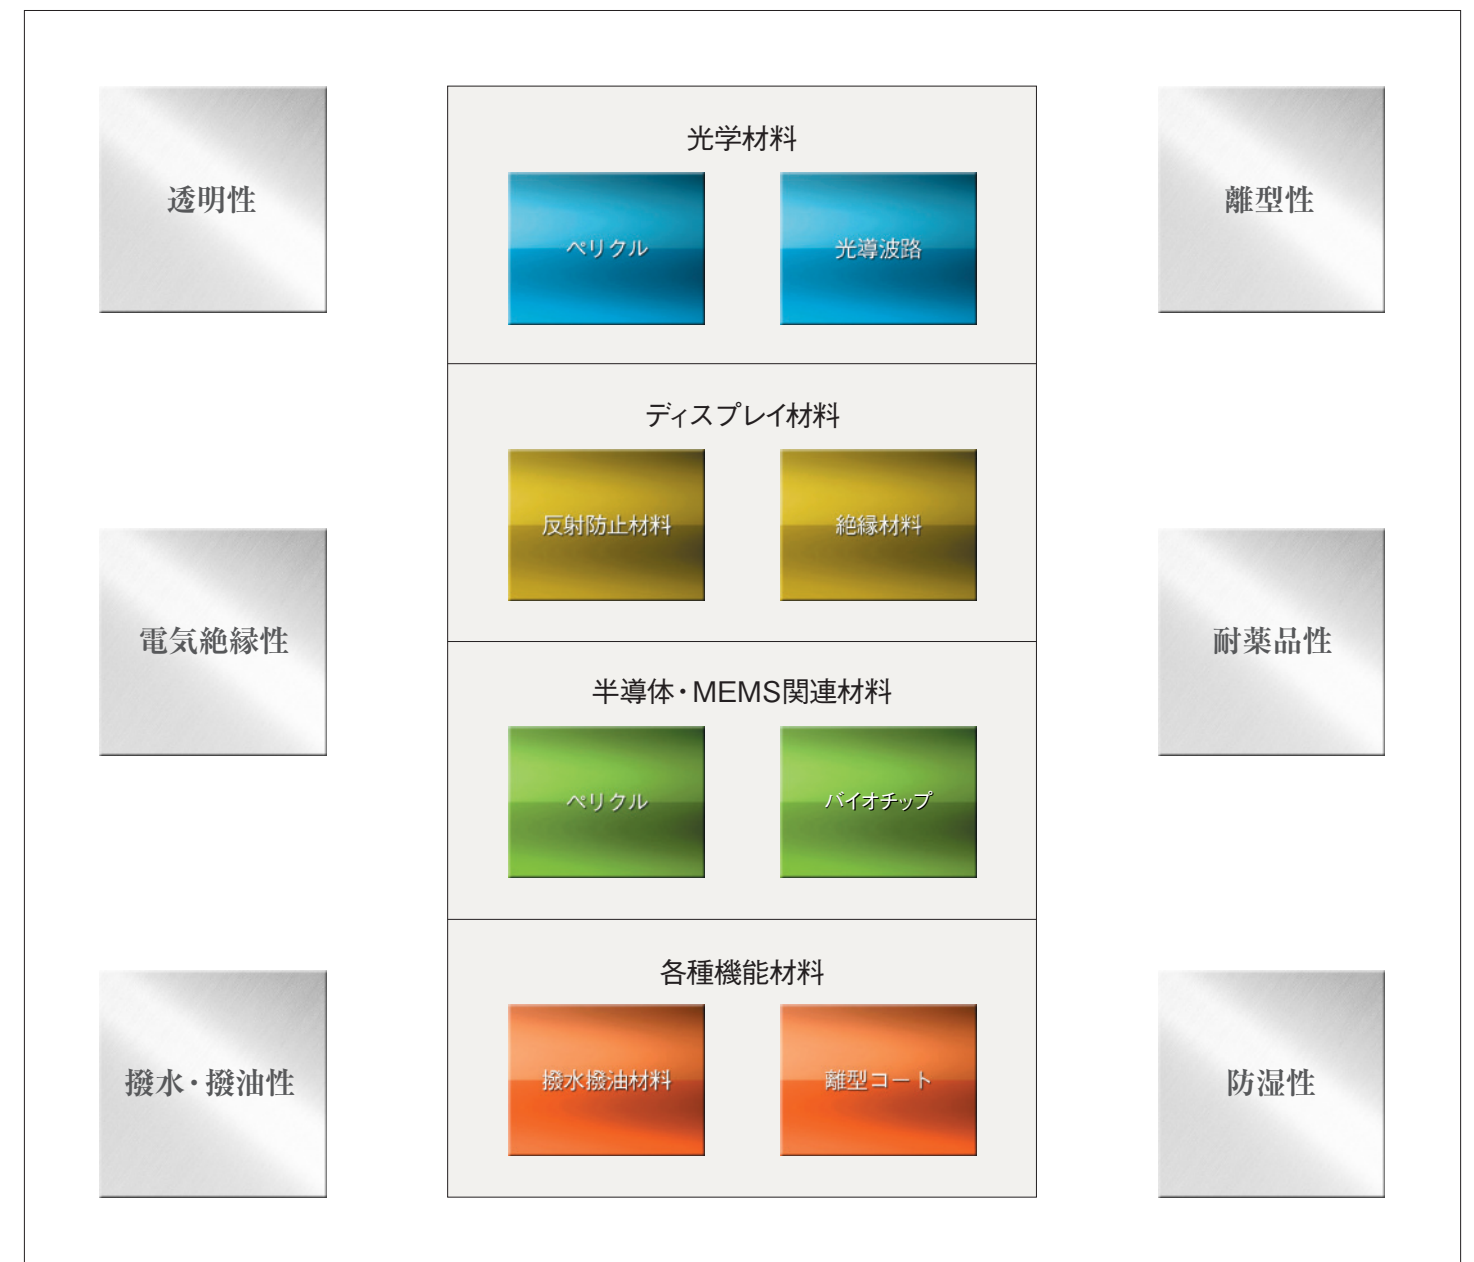 透明性
離型性
光学材料
ペリクル
光導波路
ディスプレイ材料
反射防止材料
絶縁材料
電気絶縁性
耐薬品性
半導体・MEMS関連材料
ペリクル
バイオチップ
各種機能材料
撥水撥油材料
離型コート
撥水・撥油性
防湿性